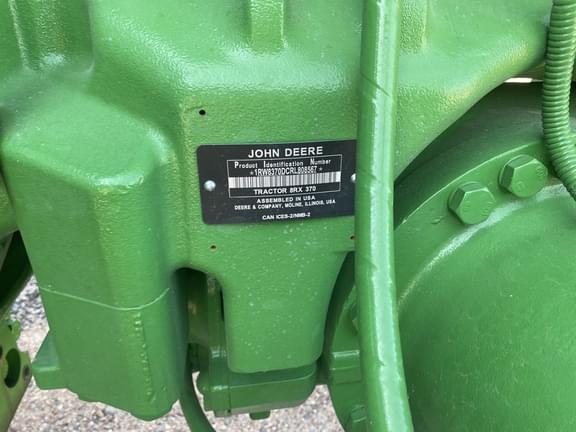 JOHN DEERE
Product Identification Number
*1RW8370DCRL808567*
TRACTOR 8RX 370
ASSEMBLED IN USA
DEERE & COMPANY, MOLINE, ILLINOIS, USA
CAN ICES-2/NMB-2